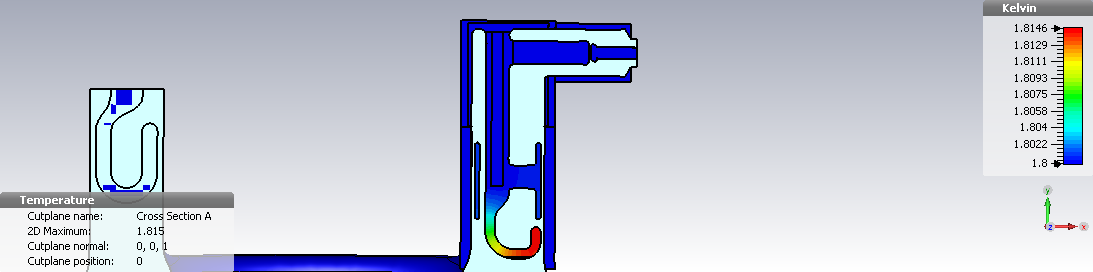 Kelvin
1.8146
1.8129
1.8111
1.8093
1.8075
1.8058
1.804
1.8022
1.8
y
z
x
Temperature
Cutplane name: Cross Section A
2D Maximum: 1.815
Cutplane normal: 0, 0, 1
Cutplane position: 0